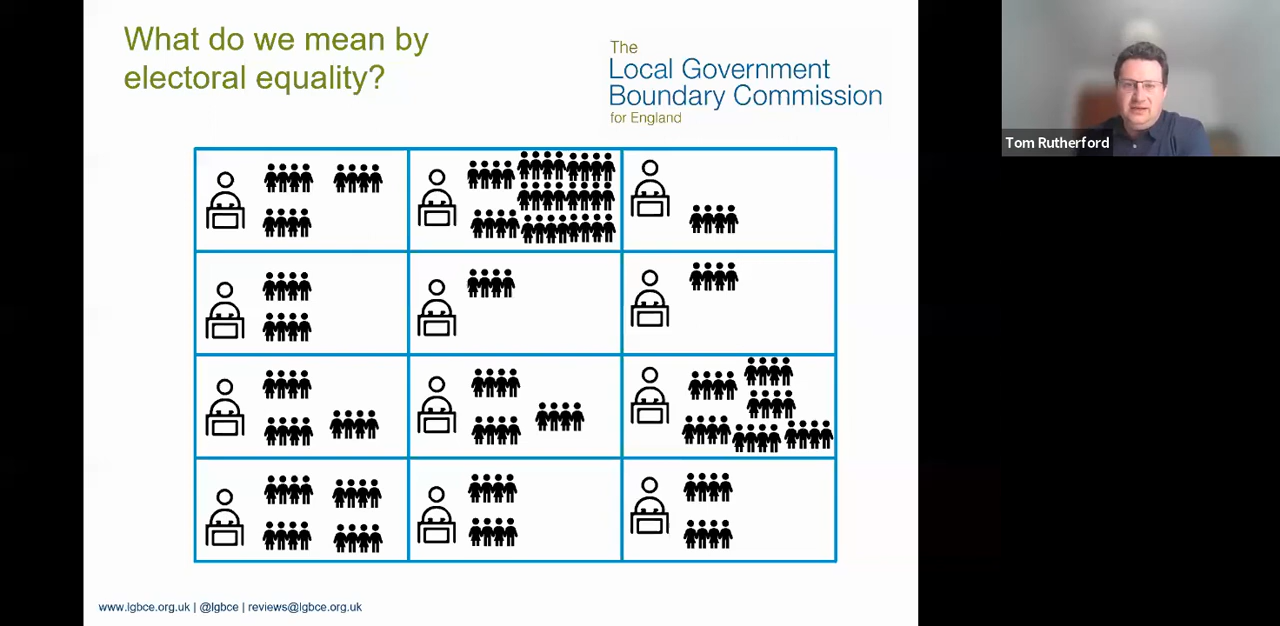 What do we mean by
electoral equality?
The
Local Government
Boundary Commission
for England
Tom Rutherford
www.lgbce.org.uk | @lgbce | reviews@lgbce.org.uk